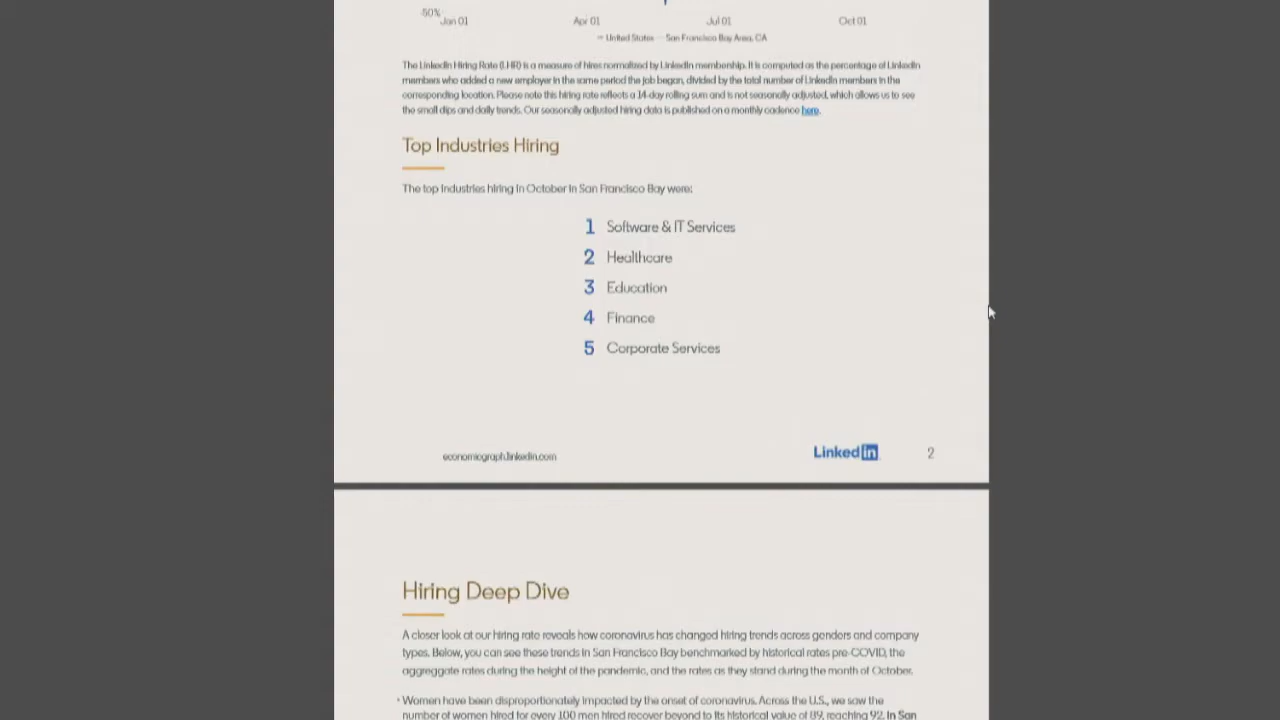 -50%
Jan 01 Apr 01 Jul 01 Oct 01
United States San Francisco Bay Area, CA
The LinkedIn Hiring Rate (LHR) is a measure of hires normalized by LinkedIn membership. It is computed as the percentage of LinkedIn
members who added a new employer in the same period the job began, divided by the total number of LinkedIn members in the
corresponding location. Please note this hiring rate reflects a 14-day rolling sum and is not seasonally adjusted, which allows us to see
the small dips and daily trends. Our seasonally adjusted hiring data is published on a monthly cadence here.
Top Industries Hiring
The top industries hiring in October in San Francisco Bay were:
1 Software & IT Services
2 Healthcare
3 Education
4 Finance
5 Corporate Services
economicgraph.linkedin.com LinkedIn 2
Hiring Deep Dive
A closer look at our hiring rate reveals how coronavirus has changed hiring trends across genders and company
types. Below, you can see these trends in San Francisco Bay benchmarked by historical rates pre-COVID, the
aggreggate rates during the height of the pandemic, and the rates as they stand during the month of October.
• Women have been disproportionately impacted by the onset of coronavirus. Across the U.S., we saw the
number of women hired for every 100 men hired recover beyond to its historical value of 89, reaching 92. In San